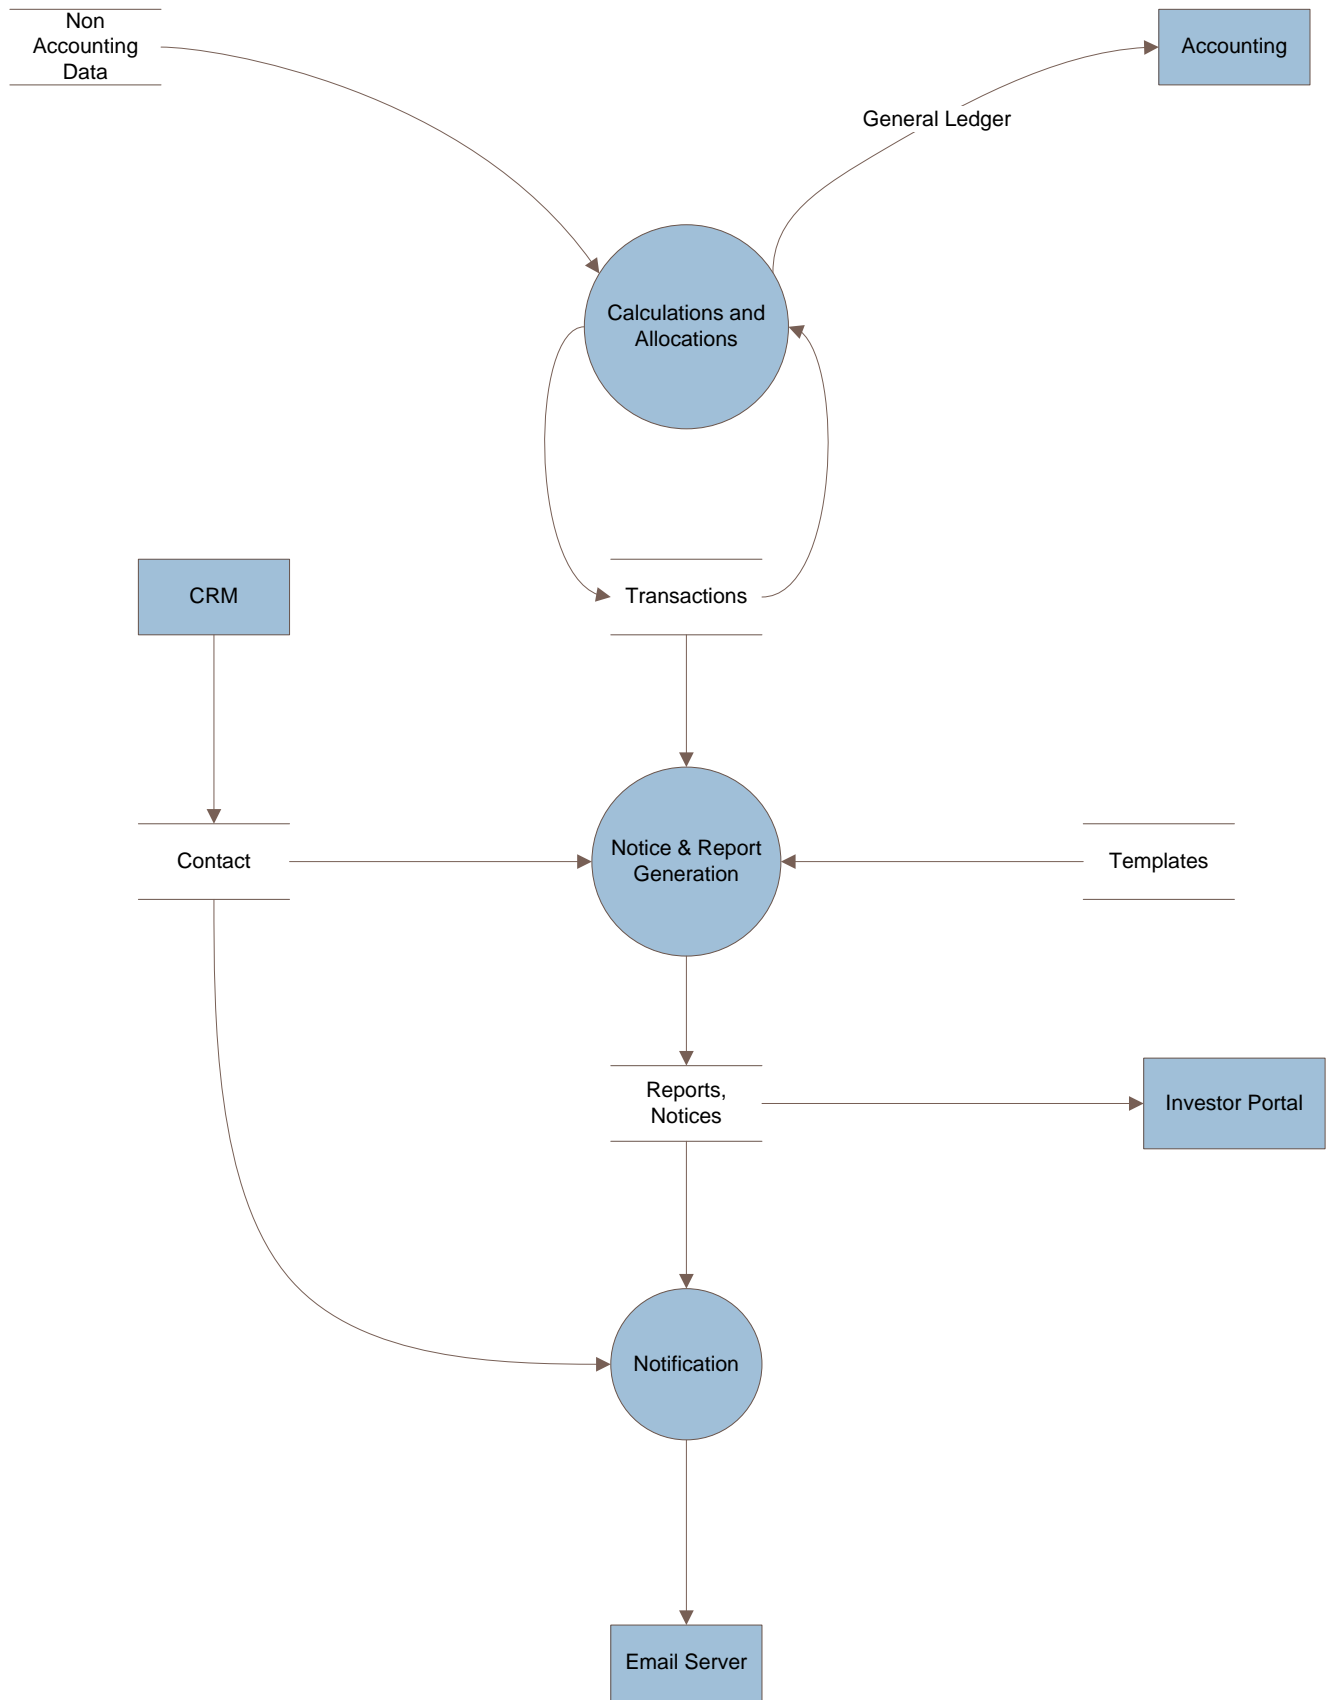 Non
Accounting
Data
Accounting
General Ledger
Calculations and
Allocations
CRM
Transactions
Contact
Notice & Report
Generation
Templates
Reports,
Notices
Investor Portal
Notification
Email Server